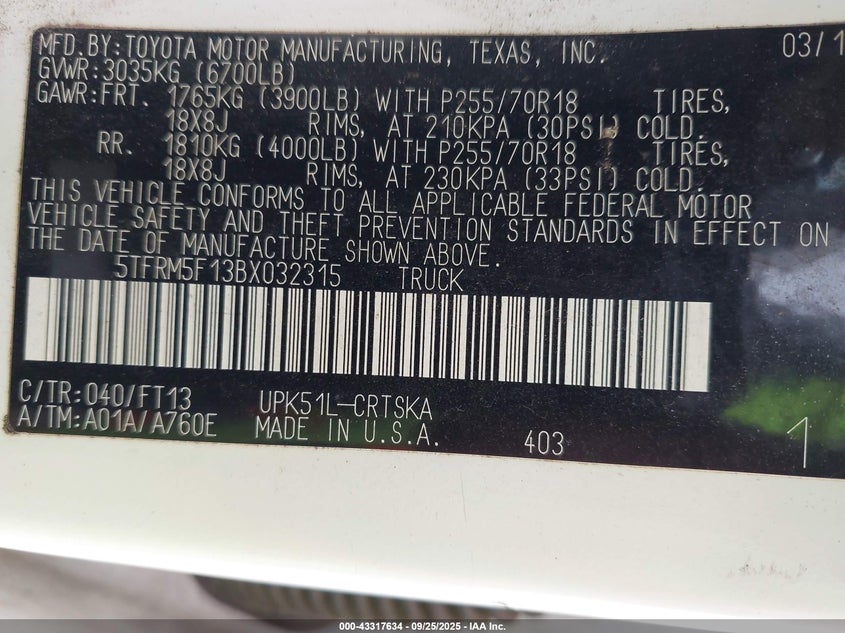 MFD.BY:TOYOTA MOTOR MANUFACTURING, TEXAS, INC. 03/1
GVWR:3035KG (6700LB)
GAWR:FRT. 1765KG (3900LB) WITH P255/70R18 TIRES,
18X8J RIMS, AT 210KPA (30PSI) COLD.
RR. 1810KG (4000LB) WITH P255/70R18 TIRES,
18X8J RIMS, AT 230KPA (33PSI) COLD.
THIS VEHICLE CONFORMS TO ALL APPLICABLE FEDERAL MOTOR
VEHICLE SAFETY AND THEFT PREVENTION STANDARDS IN EFFECT ON
THE DATE OF MANUFACTURE SHOWN ABOVE.
5TFRM5F13BX032315 TRUCK
C/TR:040/FT13 UPK51L-CRTSKA
A/TM:A01A/A760E MADE IN U.S.A. 403 1
000-43317634 - 09/25/2025 - IAA Inc.